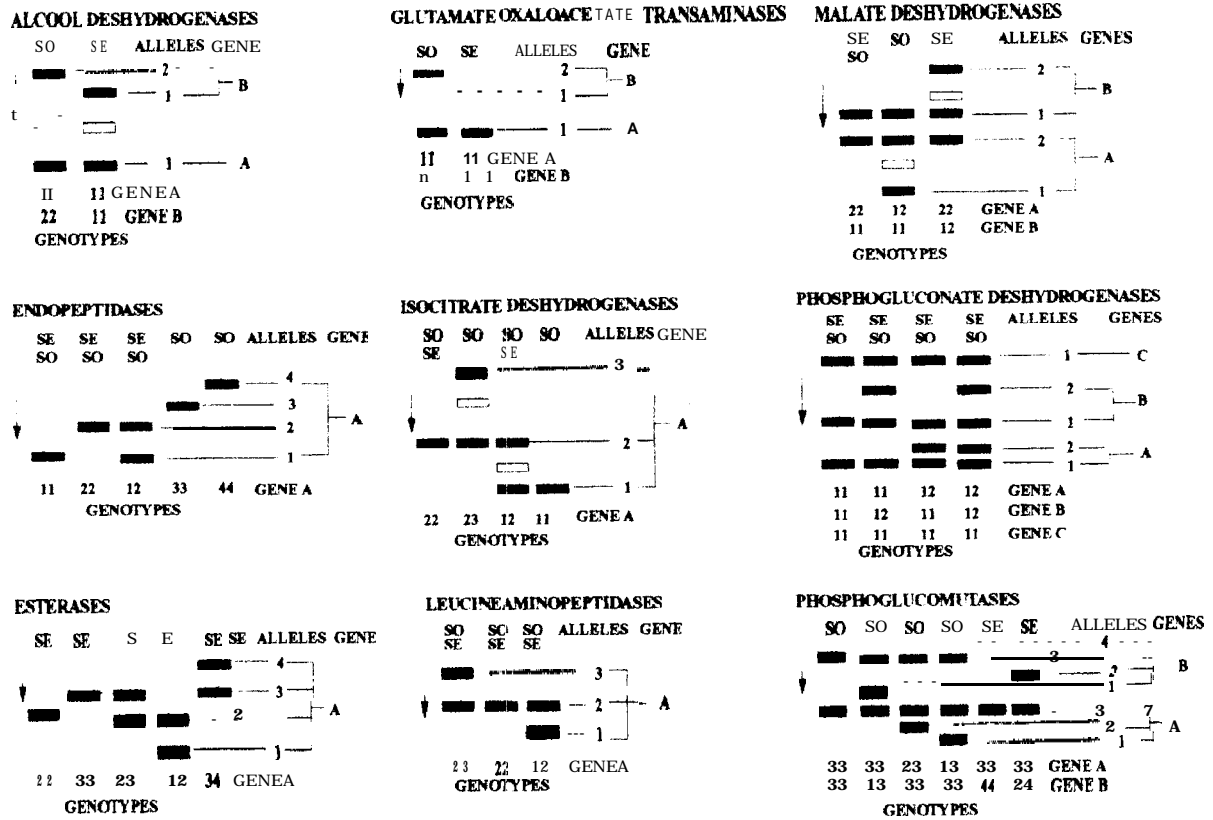 ALCOOL DESHYDROGENASES
SO SE ALLELES GENE
2
B
1
1 A
II 11 GENEA
22 11 GENE B
GENOTYPES
GLUTAMATE OXALOACETATE TRANSAMINASES
SO SE ALLELES GENE
2
B
1
1 A
11 11 GENE A
n 1 1 GENE B
GENOTYPES
MALATE DESHYDROGENASES
SE SO SE ALLELES GENES
SO
2
B
1
2
A
1
22 12 22 GENE A
11 11 12 GENE B
GENOTYPES
ENDOPEPTIDASES
SE SE SE SO SO ALLELES GENE
SO SO SO
4
3
A
2
1
11 22 12 33 44 GENE A
GENOTYPES
ISOCITRATE DESHYDROGENASES
SO SO SO SO ALLELES GENE
SE SE
3
A
2
1
22 23 12 11 GENE A
GENOTYPES
PHOSPHOGLUCONATE DESHYDROGENASES
SE SE SE SE ALLELES GENES
SO SO SO SO
1 C
2
B
1
2
A
1
11 11 12 12 GENE A
11 12 11 12 GENE B
11 11 11 11 GENE C
GENOTYPES
ESTERASES
SE SE S E SE SE ALLELES GENE
4
3
A
2
1
22 33 23 12 34 GENEA
GENOTYPES
LEUCINEAMINOPEPTIDASES
SO SO SO ALLELES GENE
SE SE SE
3
2 A
1
23 22 12 GENEA
GENOTYPES
PHOSPHOGLUCOMUTASES
SO SO SO SO SE SE ALLELES GENES
4
3
B
2
1
3 7
2 A
1
33 33 23 13 33 33 GENE A
33 13 33 33 44 24 GENE B
GENOTYPES